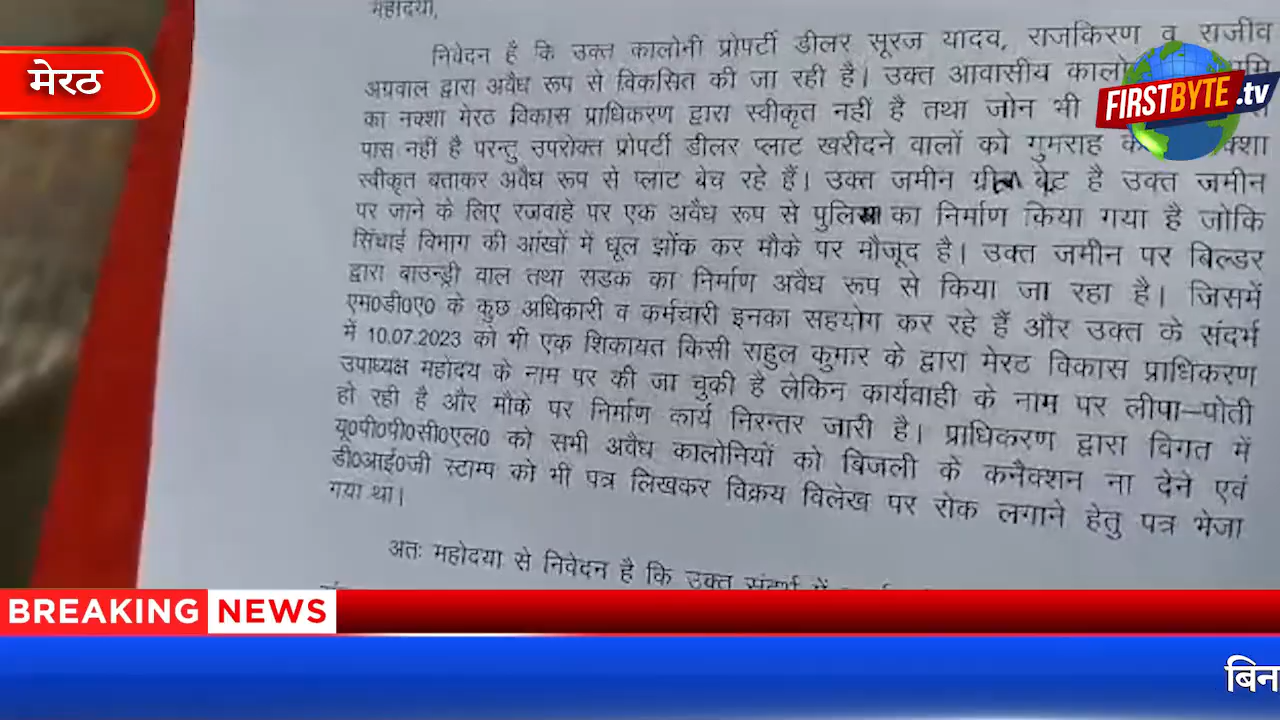 महोदया,
मेरठ
निवेदन है कि उक्त कालोनी प्रोपर्टी डीलर सूरज यादव, राजकिरण व राजीव
अग्रवाल द्वारा अवैध रूप से विकसित की जा रही है। उक्त आवासीय
का नक्शा मेरठ विकास प्राधिकरण द्वारा स्वीकृत नहीं है तथा जोन भी
FIRSTBYTE.tv
पास नहीं है परन्तु उपरोक्त प्रोपर्टी डीलर प्लाट खरीदने वालों को गुमराह
स्वीकृत बताकर अवैध रूप से प्लाट बेच रहे हैं। उक्त जमीन ग्रीन बेट है उक्त जमीन
पर जाने के लिए रजवाहे पर एक अवैध रूप से पुलिया का निर्माण किया गया है जोकि
सिंचाई विभाग की आंखों में धूल झोंक कर मौके पर मौजूद है। उक्त जमीन पर बिल्डर
द्वारा बाउन्ड्री वाल तथा सडक का निर्माण अवैध रूप से किया जा रहा है। जिसमें
एम0डी0ए0 के कुछ अधिकारी व कर्मचारी इनका सहयोग कर रहे हैं और उक्त के संदर्भ
में 10.07.2023 को भी एक शिकायत किसी राहुल कुमार के द्वारा मेरठ विकास प्राधिकरण
उपाध्यक्ष महोदय के नाम पर की जा चुकी है लेकिन कार्यवाही के नाम पर लीपा–पोती
हो रही है और मौके पर निर्माण कार्य निरन्तर जारी है। प्राधिकरण द्वारा विगत में
यू0पी0पी0सी0एल0 को सभी अवैध कालोनियों को बिजली के कनैक्शन ना देने एवं
डी0आई0जी स्टाम्प को भी पत्र लिखकर विक्रय विलेख पर रोक लगाने हेतु पत्र भेजा
गया था।
अतः महोदया से निवेदन है कि उक्त संदर्भ में
BREAKING NEWS
बिन